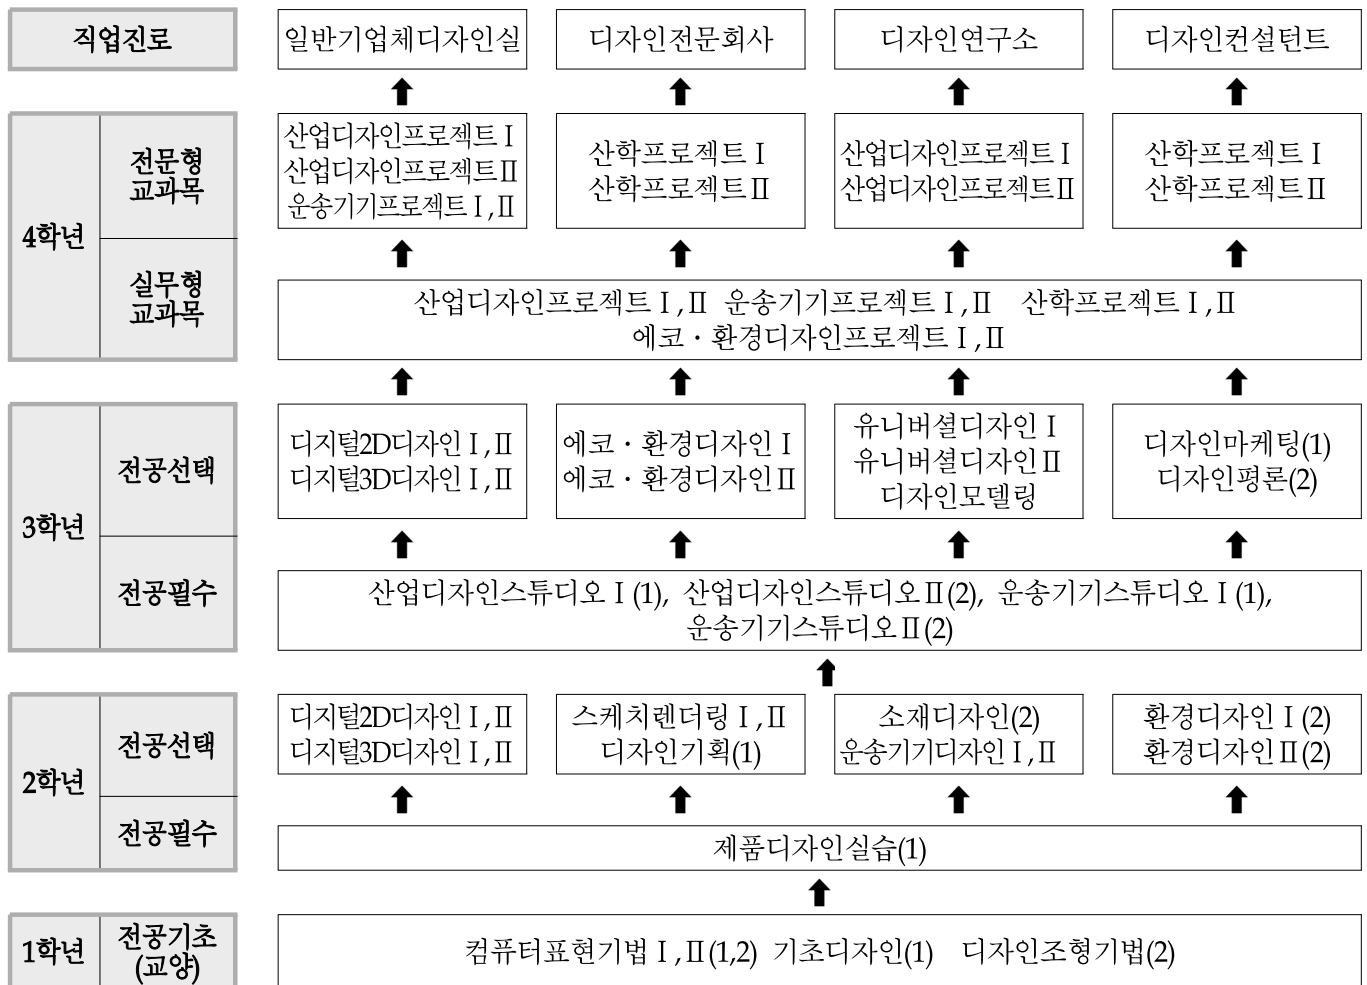 직업진로
일반기업체디자인실
디자인전문회사
디자인연구소
디자인컨설턴트
4학년
전문형
교과목
산업디자인프로젝트Ⅰ
산업디자인프로젝트Ⅱ
운송기기프로젝트Ⅰ,Ⅱ
산학프로젝트Ⅰ
산학프로젝트Ⅱ
산업디자인프로젝트Ⅰ
산업디자인프로젝트Ⅱ
산학프로젝트Ⅰ
산학프로젝트Ⅱ
실무형
교과목
산업디자인프로젝트Ⅰ,Ⅱ 운송기기프로젝트Ⅰ,Ⅱ 산학프로젝트Ⅰ,Ⅱ
에코·환경디자인프로젝트Ⅰ,Ⅱ
3학년
전공선택
디지털2D디자인Ⅰ,Ⅱ
디지털3D디자인Ⅰ,Ⅱ
에코·환경디자인Ⅰ
에코·환경디자인Ⅱ
유니버셜디자인Ⅰ
유니버셜디자인Ⅱ
디자인모델링
디자인마케팅(1)
디자인평론(2)
전공필수
산업디자인스튜디오Ⅰ(1), 산업디자인스튜디오Ⅱ(2), 운송기기스튜디오Ⅰ(1),
운송기기스튜디오Ⅱ(2)
2학년
전공선택
디지털2D디자인Ⅰ,Ⅱ
디지털3D디자인Ⅰ,Ⅱ
스케치렌더링Ⅰ,Ⅱ
디자인기획(1)
소재디자인(2)
운송기기디자인Ⅰ,Ⅱ
환경디자인Ⅰ(2)
환경디자인Ⅱ(2)
전공필수
제품디자인실습(1)
1학년
전공기초
(교양)
컴퓨터표현기법Ⅰ,Ⅱ(1,2) 기초디자인(1) 디자인조형기법(2)